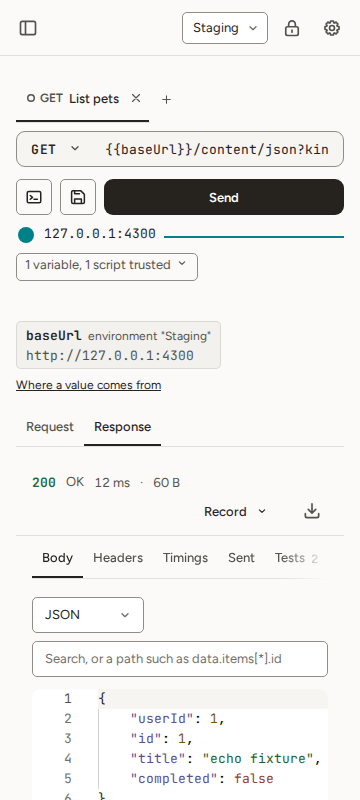 Staging
GET List pets
GET {{baseUrl}}/content/json?kin
Send
127.0.0.1:4300
1 variable, 1 script trusted
baseUrl environment "Staging"
http://127.0.0.1:4300
Where a value comes from
Request Response
200 OK 12 ms · 60 B
Record
Body Headers Timings Sent Tests 2
JSON
Search, or a path such as data.items[*].id
1 {
2 "userId": 1,
3 "id": 1,
4 "title": "echo fixture",
5 "completed": false
6 }